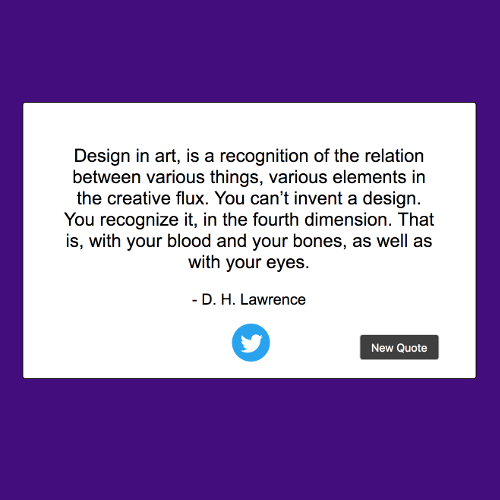 Design in art, is a recognition of the relation
between various things, various elements in
the creative flux. You can’t invent a design.
You recognize it, in the fourth dimension. That
is, with your blood and your bones, as well as
with your eyes.
- D. H. Lawrence
New Quote